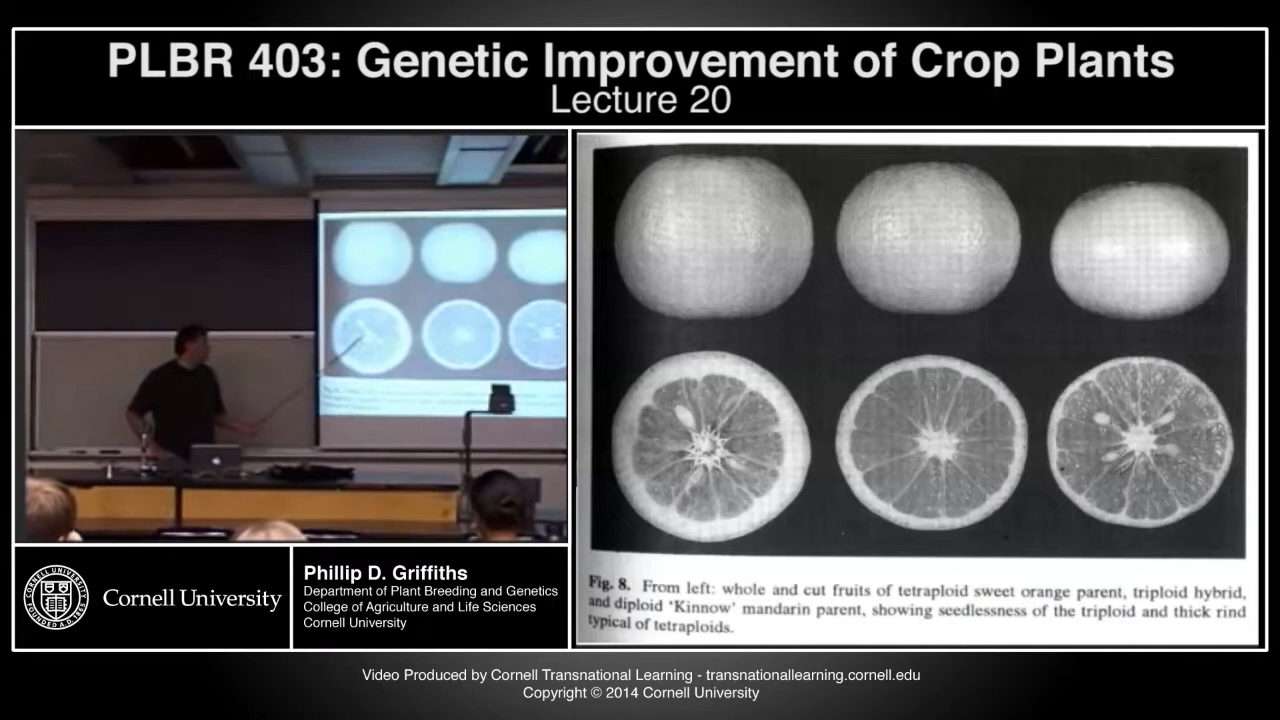 PLBR 403: Genetic Improvement of Crop Plants
Lecture 20
Cornell University
Phillip D. Griffiths
Department of Plant Breeding and Genetics
College of Agriculture and Life Sciences
Cornell University
Fig. 8. From left: whole and cut fruits of tetraploid sweet orange parent, triploid hybrid,
and diploid ‘Kinnow’ mandarin parent, showing seedlessness of the triploid and thick rind
typical of tetraploids.
Video Produced by Cornell Transnational Learning - transnationallearning.cornell.edu
Copyright © 2014 Cornell University